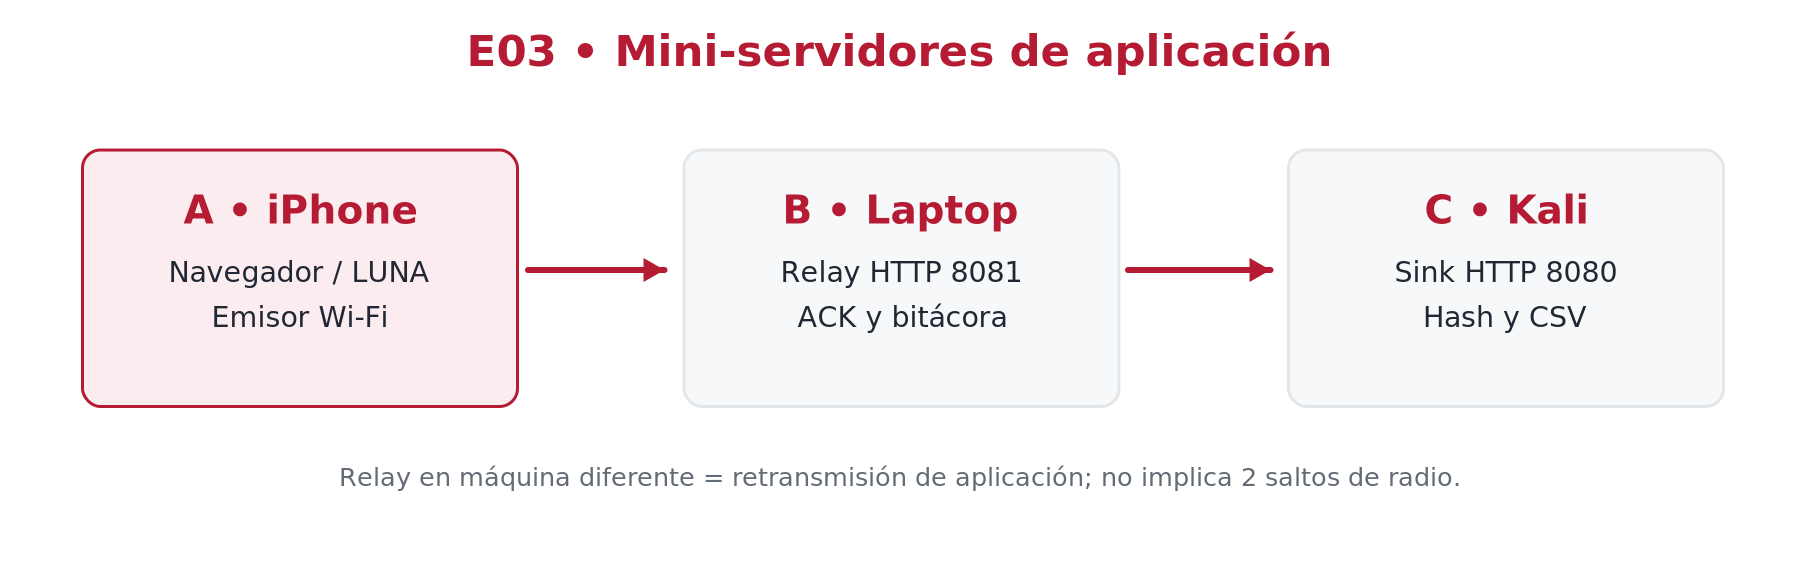 E03 • Mini-servidores de aplicación
A • iPhone
Navegador / LUNA
Emisor Wi-Fi
B • Laptop
Relay HTTP 8081
ACK y bitácora
C • Kali
Sink HTTP 8080
Hash y CSV
Relay en máquina diferente = retransmisión de aplicación; no implica 2 saltos de radio.